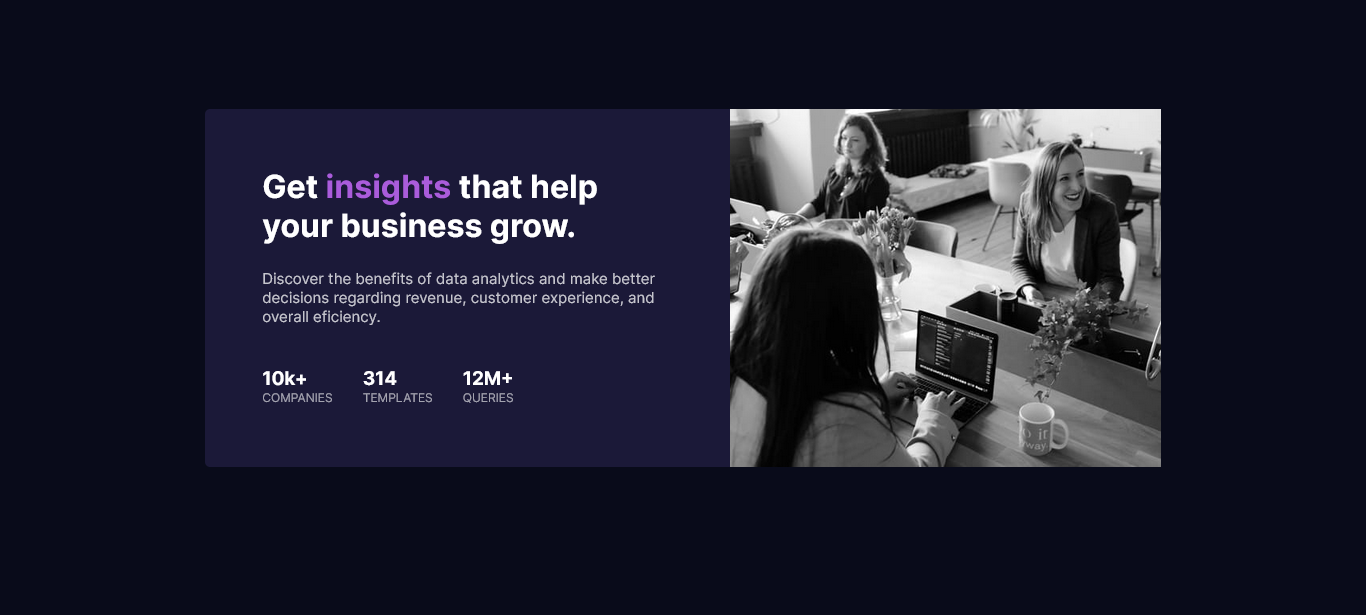 Get insights that help
your business grow.
Discover the benefits of data analytics and make better
decisions regarding revenue, customer experience, and
overall eficiency.
10k+ 314 12M+
COMPANIES TEMPLATES QUERIES